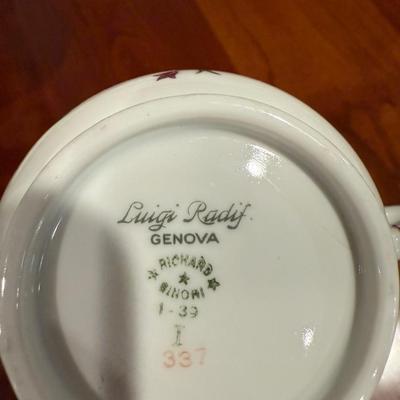 Luigi Radif.
GENOVA
RICHARD
GINORI
1-39
I
337